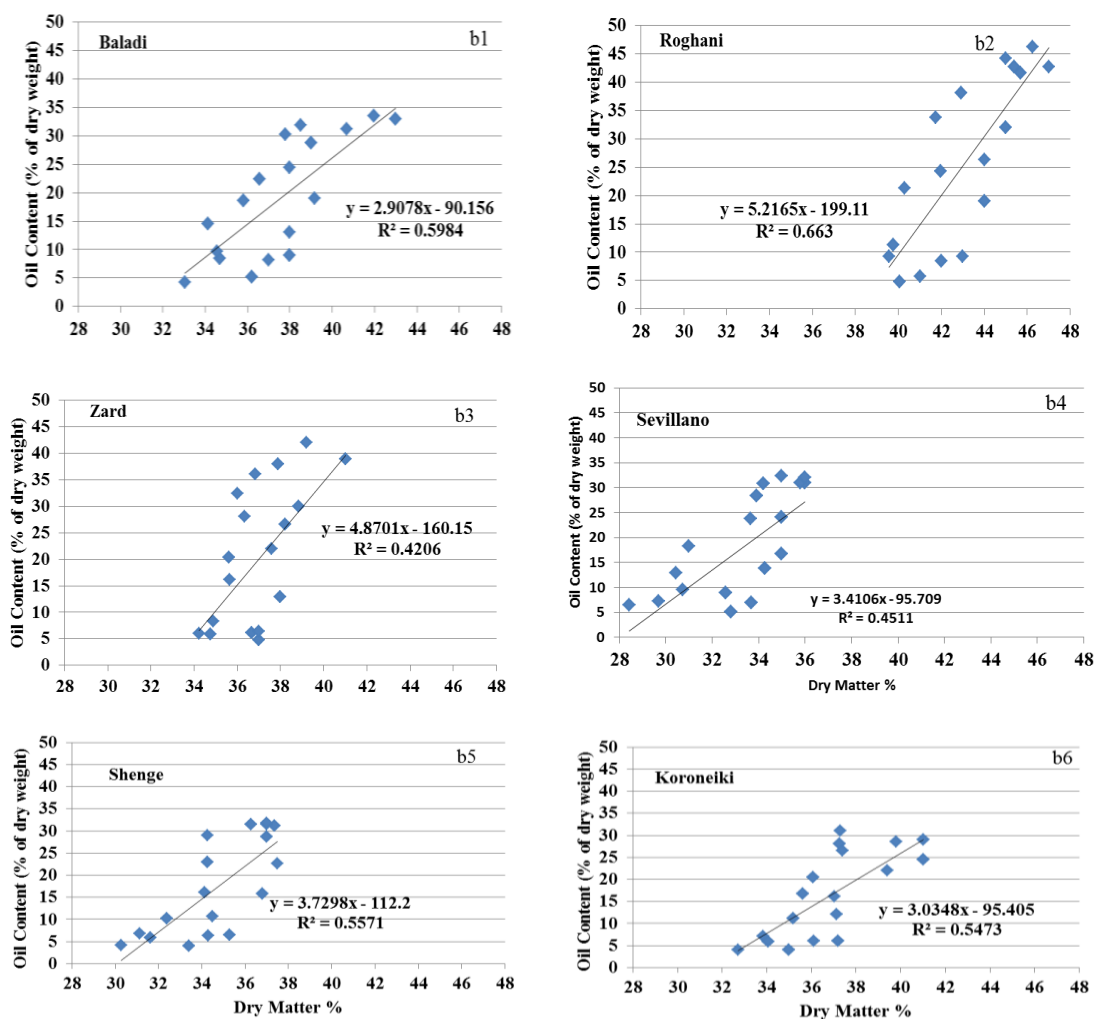 Baladi
b1
Oil Content (% of dry weight)
50
45
40
35
30
25
20
15
10
5
0
y = 2.9078x - 90.156
R² = 0.5984
28 30 32 34 36 38 40 42 44 46 48
Roghani
b2
Oil Content (% of dry weight)
50
45
40
35
30
25
20
15
10
5
0
y = 5.2165x - 199.11
R² = 0.663
28 30 32 34 36 38 40 42 44 46 48
Zard
b3
Oil Content (% of dry weight)
50
45
40
35
30
25
20
15
10
5
0
y = 4.8701x - 160.15
R² = 0.4206
28 30 32 34 36 38 40 42 44 46 48
Sevillano
b4
Oil Content (% of dry weight)
50
45
40
35
30
25
20
15
10
5
0
y = 3.4106x - 95.709
R² = 0.4511
28 30 32 34 36 38 40 42 44 46 48
Dry Matter %
Shenge
b5
Oil Content (% of dry weight)
50
45
40
35
30
25
20
15
10
5
0
y = 3.7298x - 112.2
R² = 0.5571
28 30 32 34 36 38 40 42 44 46 48
Dry Matter %
Koroneiki
b6
Oil Content (% of dry weight)
50
45
40
35
30
25
20
15
10
5
0
y = 3.0348x - 95.405
R² = 0.5473
28 30 32 34 36 38 40 42 44 46 48
Dry Matter %